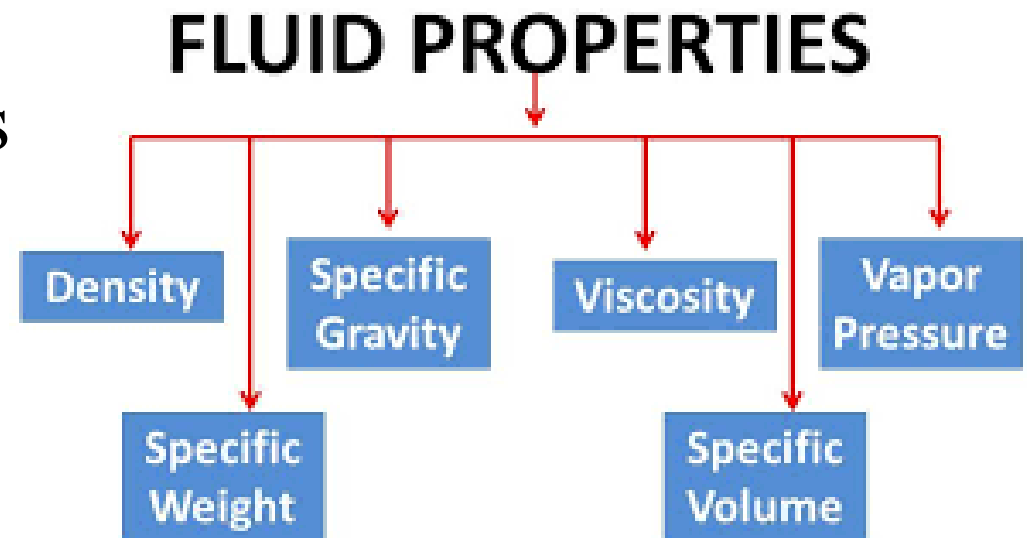 FLUID PROPERTIES
s
Density
Specific
Gravity
Viscosity
Vapor
Pressure
Specific
Weight
Specific
Volume